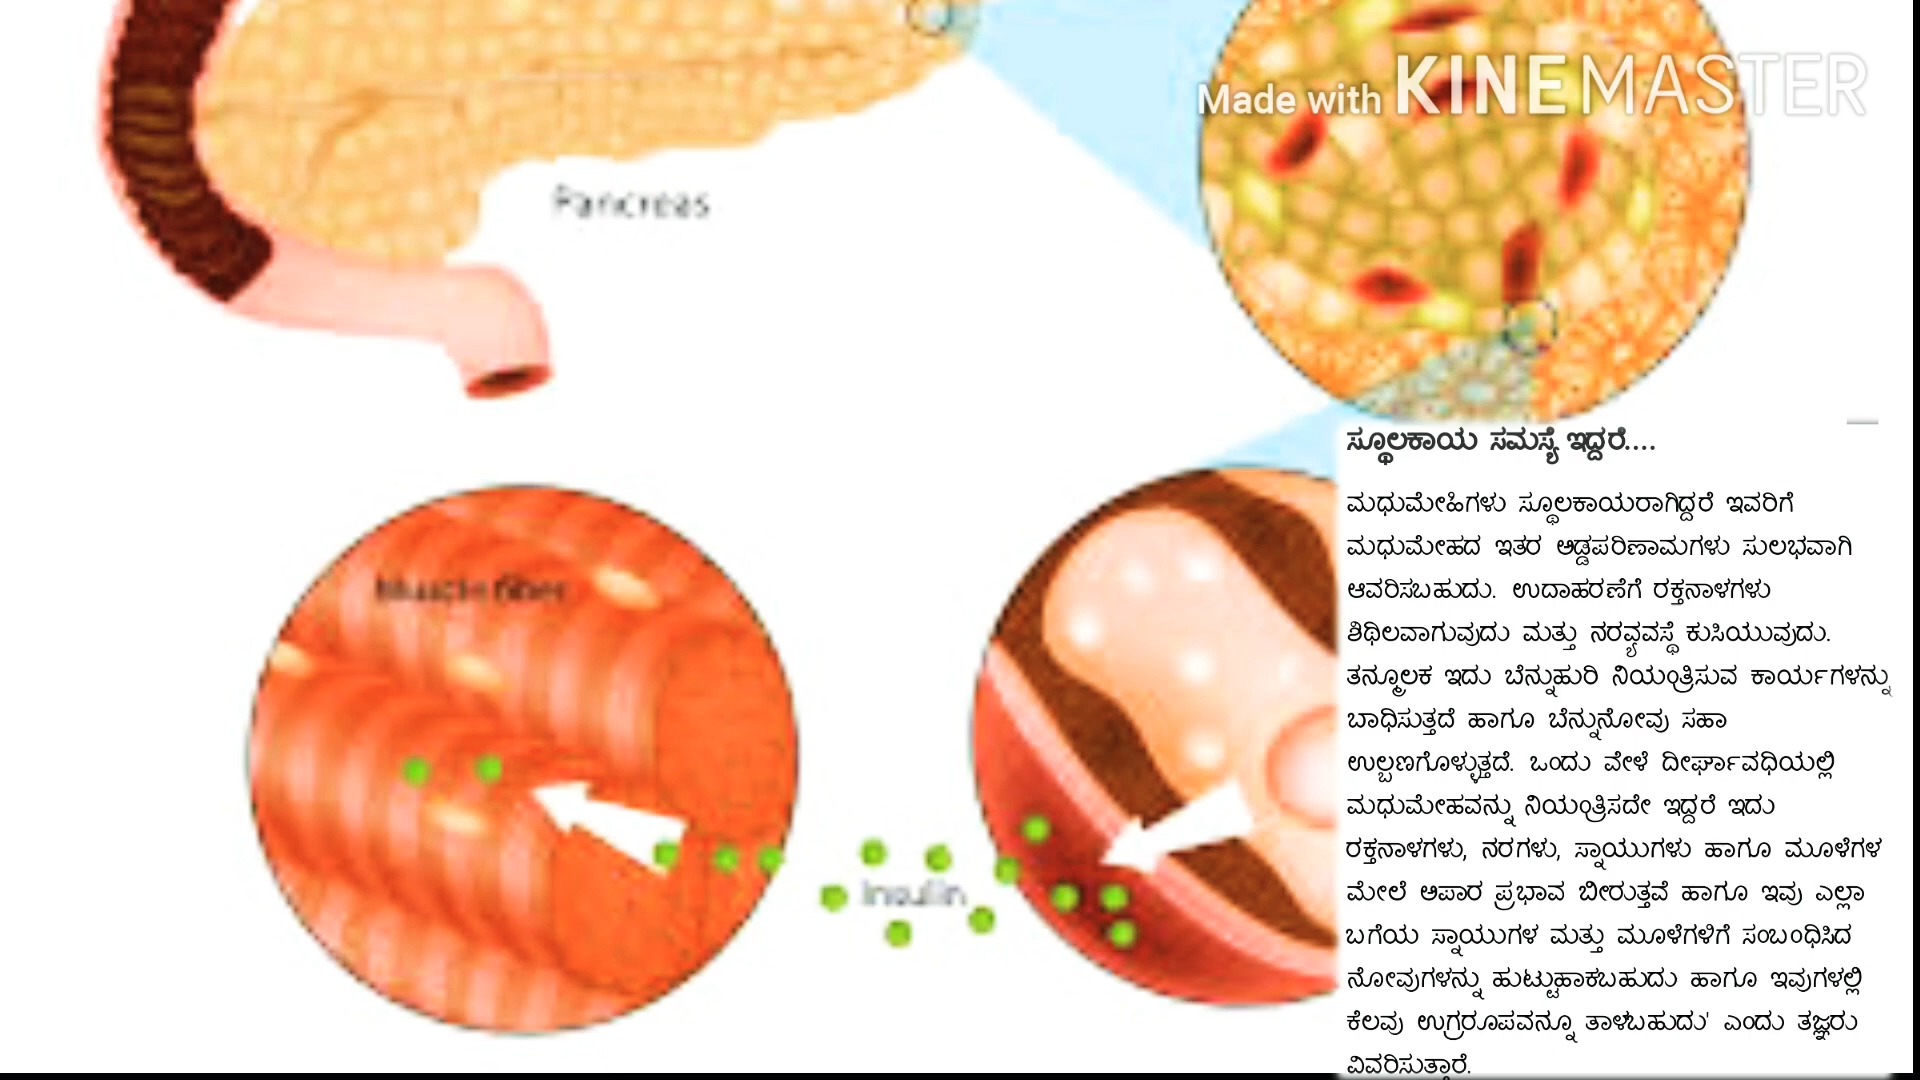 Made with KINEMASTER
Pancreas
Muscle fiber
Insulin
ಸ್ಥೂಲಕಾಯ ಸಮಸ್ಯೆ ಇದ್ದರೆ....
ಮಧುಮೇಹಿಗಳು ಸ್ಥೂಲಕಾಯರಾಗಿದ್ದರೆ ಇವರಿಗೆ
ಮಧುಮೇಹದ ಇತರ ಅಡ್ಡಪರಿಣಾಮಗಳು ಸುಲಭವಾಗಿ
ಆವರಿಸಬಹುದು. ಉದಾಹರಣೆಗೆ ರಕ್ತನಾಳಗಳು
ಶಿಥಿಲವಾಗುವುದು ಮತ್ತು ನರವ್ಯವಸ್ಥೆ ಕುಸಿಯುವುದು.
ತನ್ಮೂಲಕ ಇದು ಬೆನ್ನುಹುರಿ ನಿಯಂತ್ರಿಸುವ ಕಾರ್ಯಗಳನ್ನು
ಬಾಧಿಸುತ್ತದೆ ಹಾಗೂ ಬೆನ್ನುನೋವು ಸಹಾ
ಉಲ್ಬಣಗೊಳ್ಳುತ್ತದೆ. ಒಂದು ವೇಳೆ ದೀರ್ಘಾವಧಿಯಲ್ಲಿ
ಮಧುಮೇಹವನ್ನು ನಿಯಂತ್ರಿಸದೇ ಇದ್ದರೆ ಇದು
ರಕ್ತನಾಳಗಳು, ನರಗಳು, ಸ್ನಾಯುಗಳು ಹಾಗೂ ಮೂಳೆಗಳ
ಮೇಲೆ ಅಪಾರ ಪ್ರಭಾವ ಬೀರುತ್ತವೆ ಹಾಗೂ ಇವು ಎಲ್ಲಾ
ಬಗೆಯ ಸ್ನಾಯುಗಳ ಮತ್ತು ಮೂಳೆಗಳಿಗೆ ಸಂಬಂಧಿಸಿದ
ನೋವುಗಳನ್ನು ಹುಟ್ಟುಹಾಕಬಹುದು ಹಾಗೂ ಇವುಗಳಲ್ಲಿ
ಕೆಲವು ಉಗ್ರರೂಪವನ್ನೂ ತಾಳಬಹುದು' ಎಂದು ತಜ್ಞರು
ವಿವರಿಸುತ್ತಾರೆ.